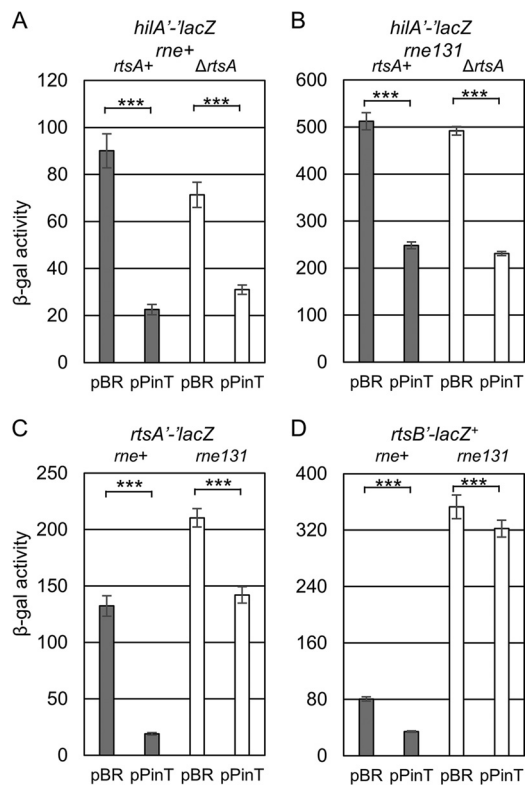 A
hilA'-'lacZ
rne+
rtsA+ ΔrtsA
120
100
80
60
40
20
0
β-gal activity
*** ***
pBR pPinT pBR pPinT
B
hilA'-'lacZ
rne131
rtsA+ ΔrtsA
600
500
400
300
200
100
0
*** ***
pBR pPinT pBR pPinT
C
rtsA'-'lacZ
rne+ rne131
250
200
150
100
50
0
β-gal activity
*** ***
pBR pPinT pBR pPinT
D
rtsB'-lacZ+
rne+ rne131
400
320
240
160
80
0
*** ***
pBR pPinT pBR pPinT